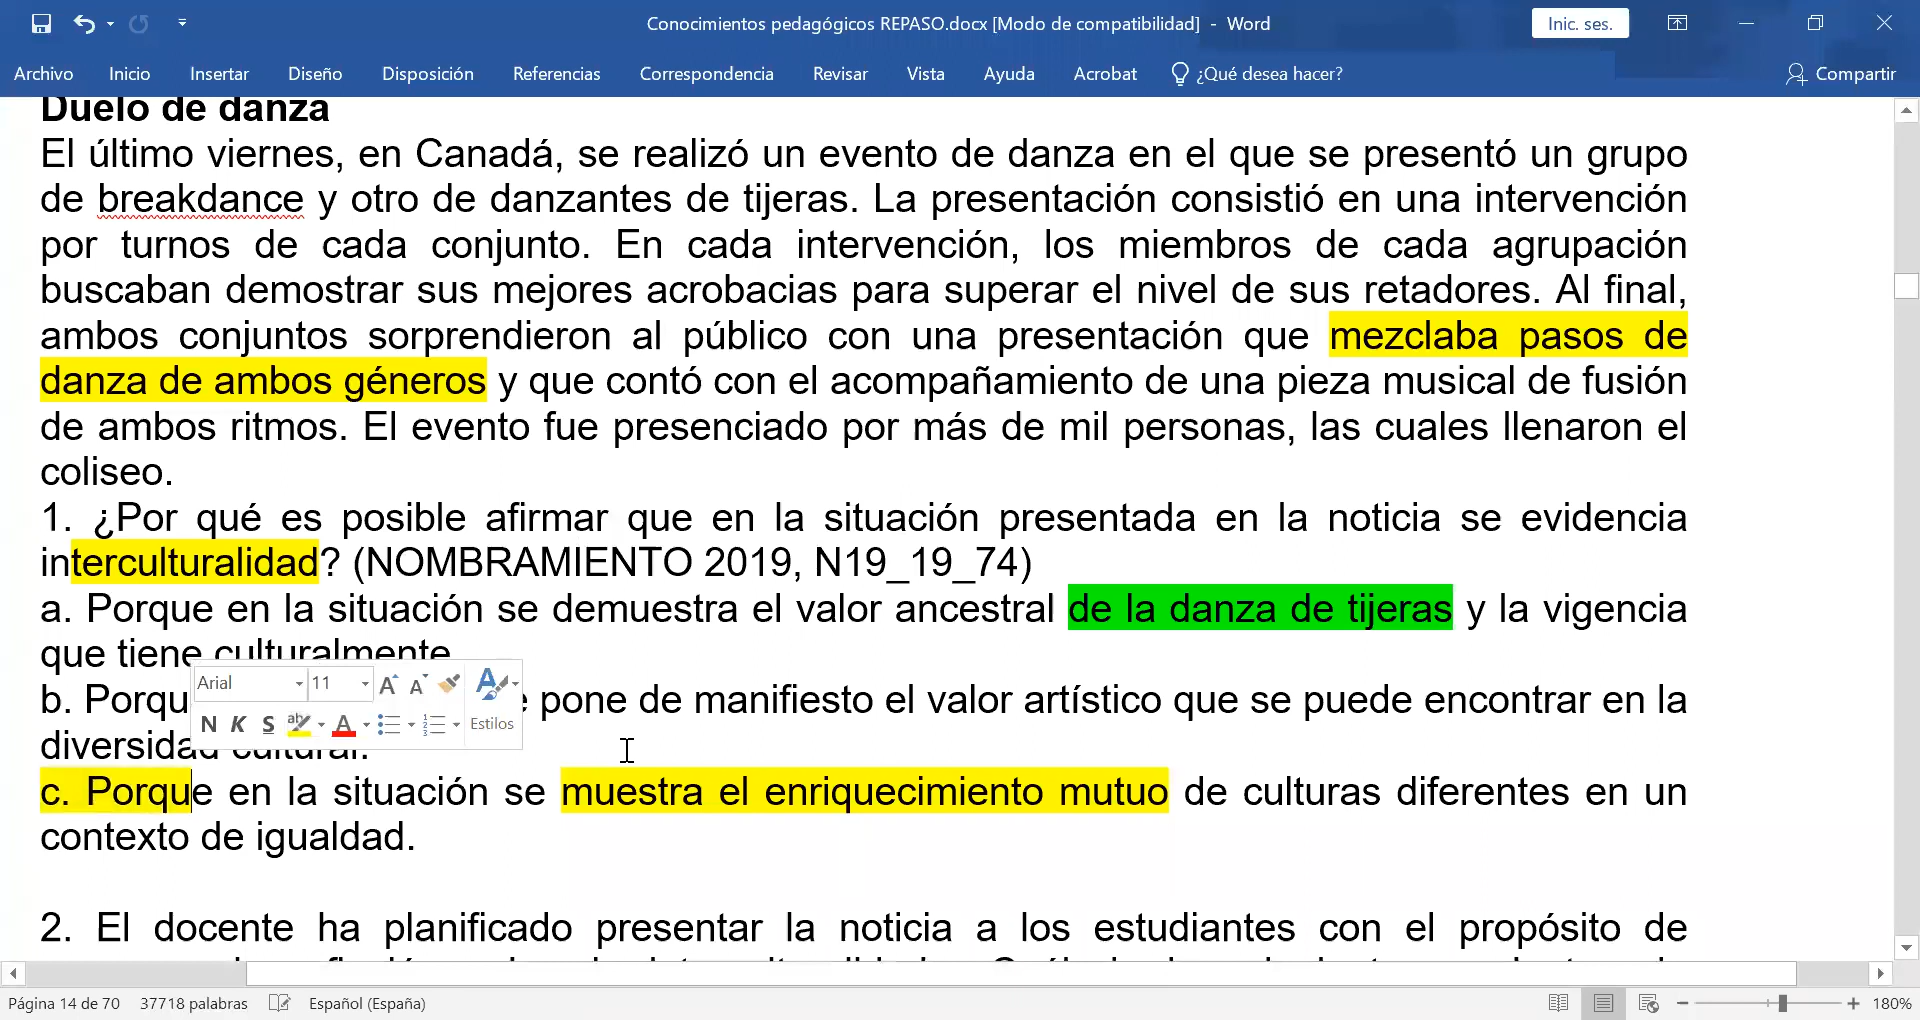 Conocimientos pedagógicos REPASO.docx [Modo de compatibilidad] - Word
Inic. ses.
Archivo Inicio Insertar Diseño Disposición Referencias Correspondencia Revisar Vista Ayuda Acrobat ¿Qué desea hacer? Compartir
Duelo de danza
El último viernes, en Canadá, se realizó un evento de danza en el que se presentó un grupo
de breakdance y otro de danzantes de tijeras. La presentación consistió en una intervención
por turnos de cada conjunto. En cada intervención, los miembros de cada agrupación
buscaban demostrar sus mejores acrobacias para superar el nivel de sus retadores. Al final,
ambos conjuntos sorprendieron al público con una presentación que mezclaba pasos de
danza de ambos géneros y que contó con el acompañamiento de una pieza musical de fusión
de ambos ritmos. El evento fue presenciado por más de mil personas, las cuales llenaron el
coliseo.
1. ¿Por qué es posible afirmar que en la situación presentada en la noticia se evidencia
interculturalidad? (NOMBRAMIENTO 2019, N19_19_74)
a. Porque en la situación se demuestra el valor ancestral de la danza de tijeras y la vigencia
que tiene culturalmente.
Arial 11
b. Porqu pone de manifiesto el valor artístico que se puede encontrar en la
N K S Estilos
diversidad cultural.
c. Porque en la situación se muestra el enriquecimiento mutuo de culturas diferentes en un
contexto de igualdad.
2. El docente ha planificado presentar la noticia a los estudiantes con el propósito de
Página 14 de 70 37718 palabras Español (España) 180%